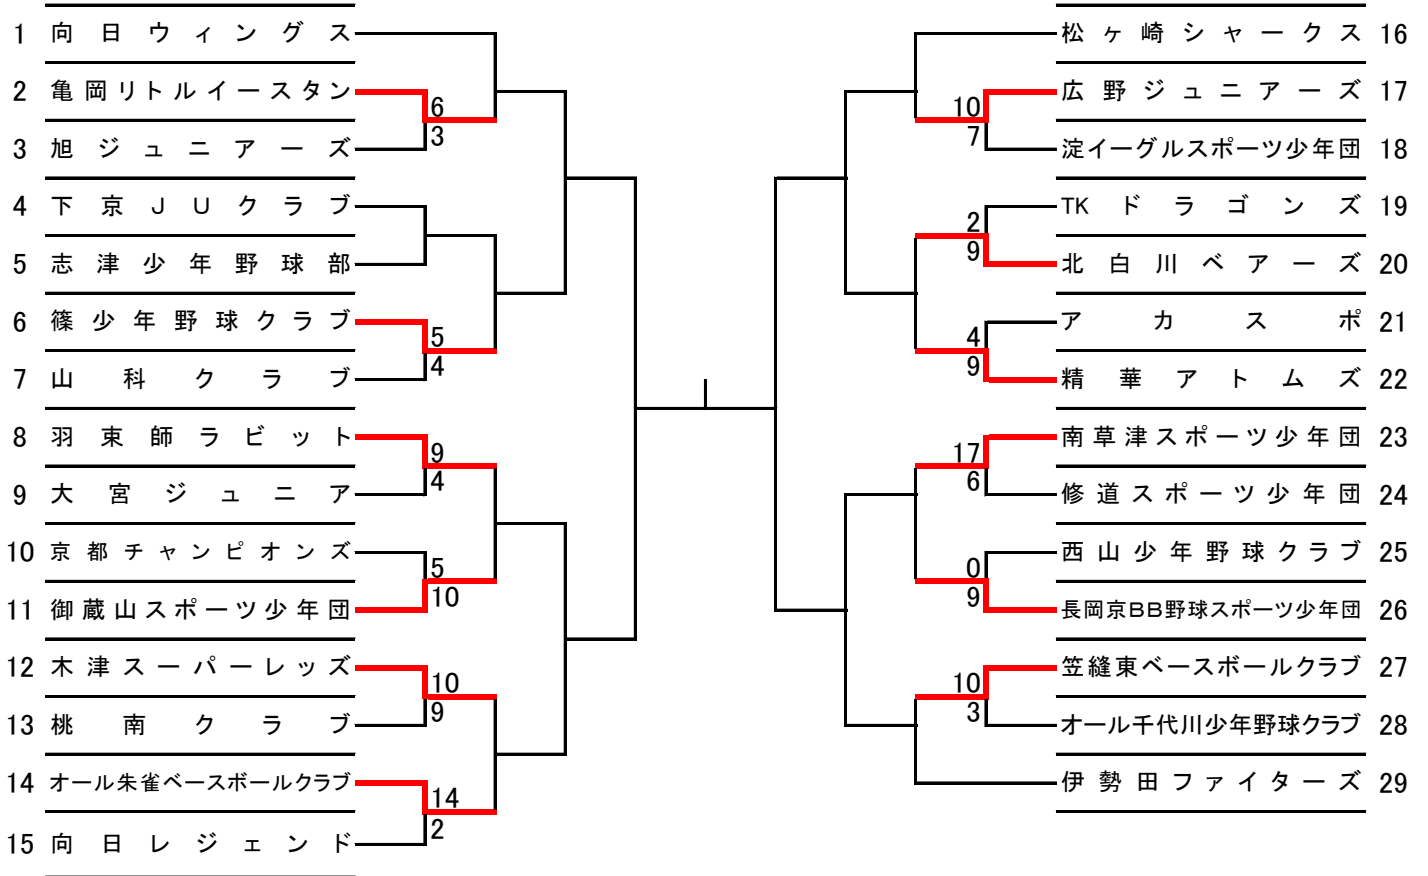 1 向日ウィングス
2 亀岡リトルイースタン
6
3
3 旭ジュニアーズ
4 下京JUクラブ
5 志津少年野球部
6 篠少年野球クラブ
5
4
7 山科クラブ
8 羽束師ラビット
9
4
9 大宮ジュニア
10 京都チャンピオンズ
5
10
11 御蔵山スポーツ少年団
12 木津スーパーレッズ
10
9
13 桃南クラブ
14 オール朱雀ベースボールクラブ
14
2
15 向日レジェンド
松ヶ崎シャークス 16
広野ジュニアーズ 17
10
7
淀イーグルスポーツ少年団 18
TKドラゴンズ 19
2
9
北白川ベアーズ 20
アカスポ 21
4
9
精華アトムズ 22
南草津スポーツ少年団 23
17
6
修道スポーツ少年団 24
西山少年野球クラブ 25
0
9
長岡京BB野球スポーツ少年団 26
笠縫東ベースボールクラブ 27
10
3
オール千代川少年野球クラブ 28
伊勢田ファイターズ 29